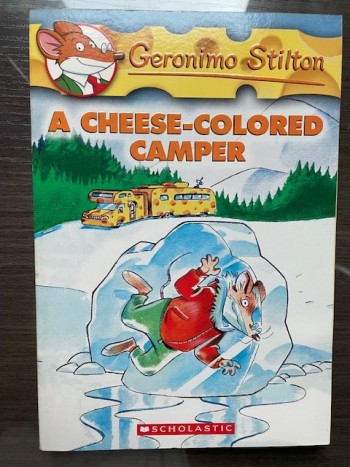 Geronimo Stilton
A CHEESE-COLORED
CAMPER
SCHOLASTIC